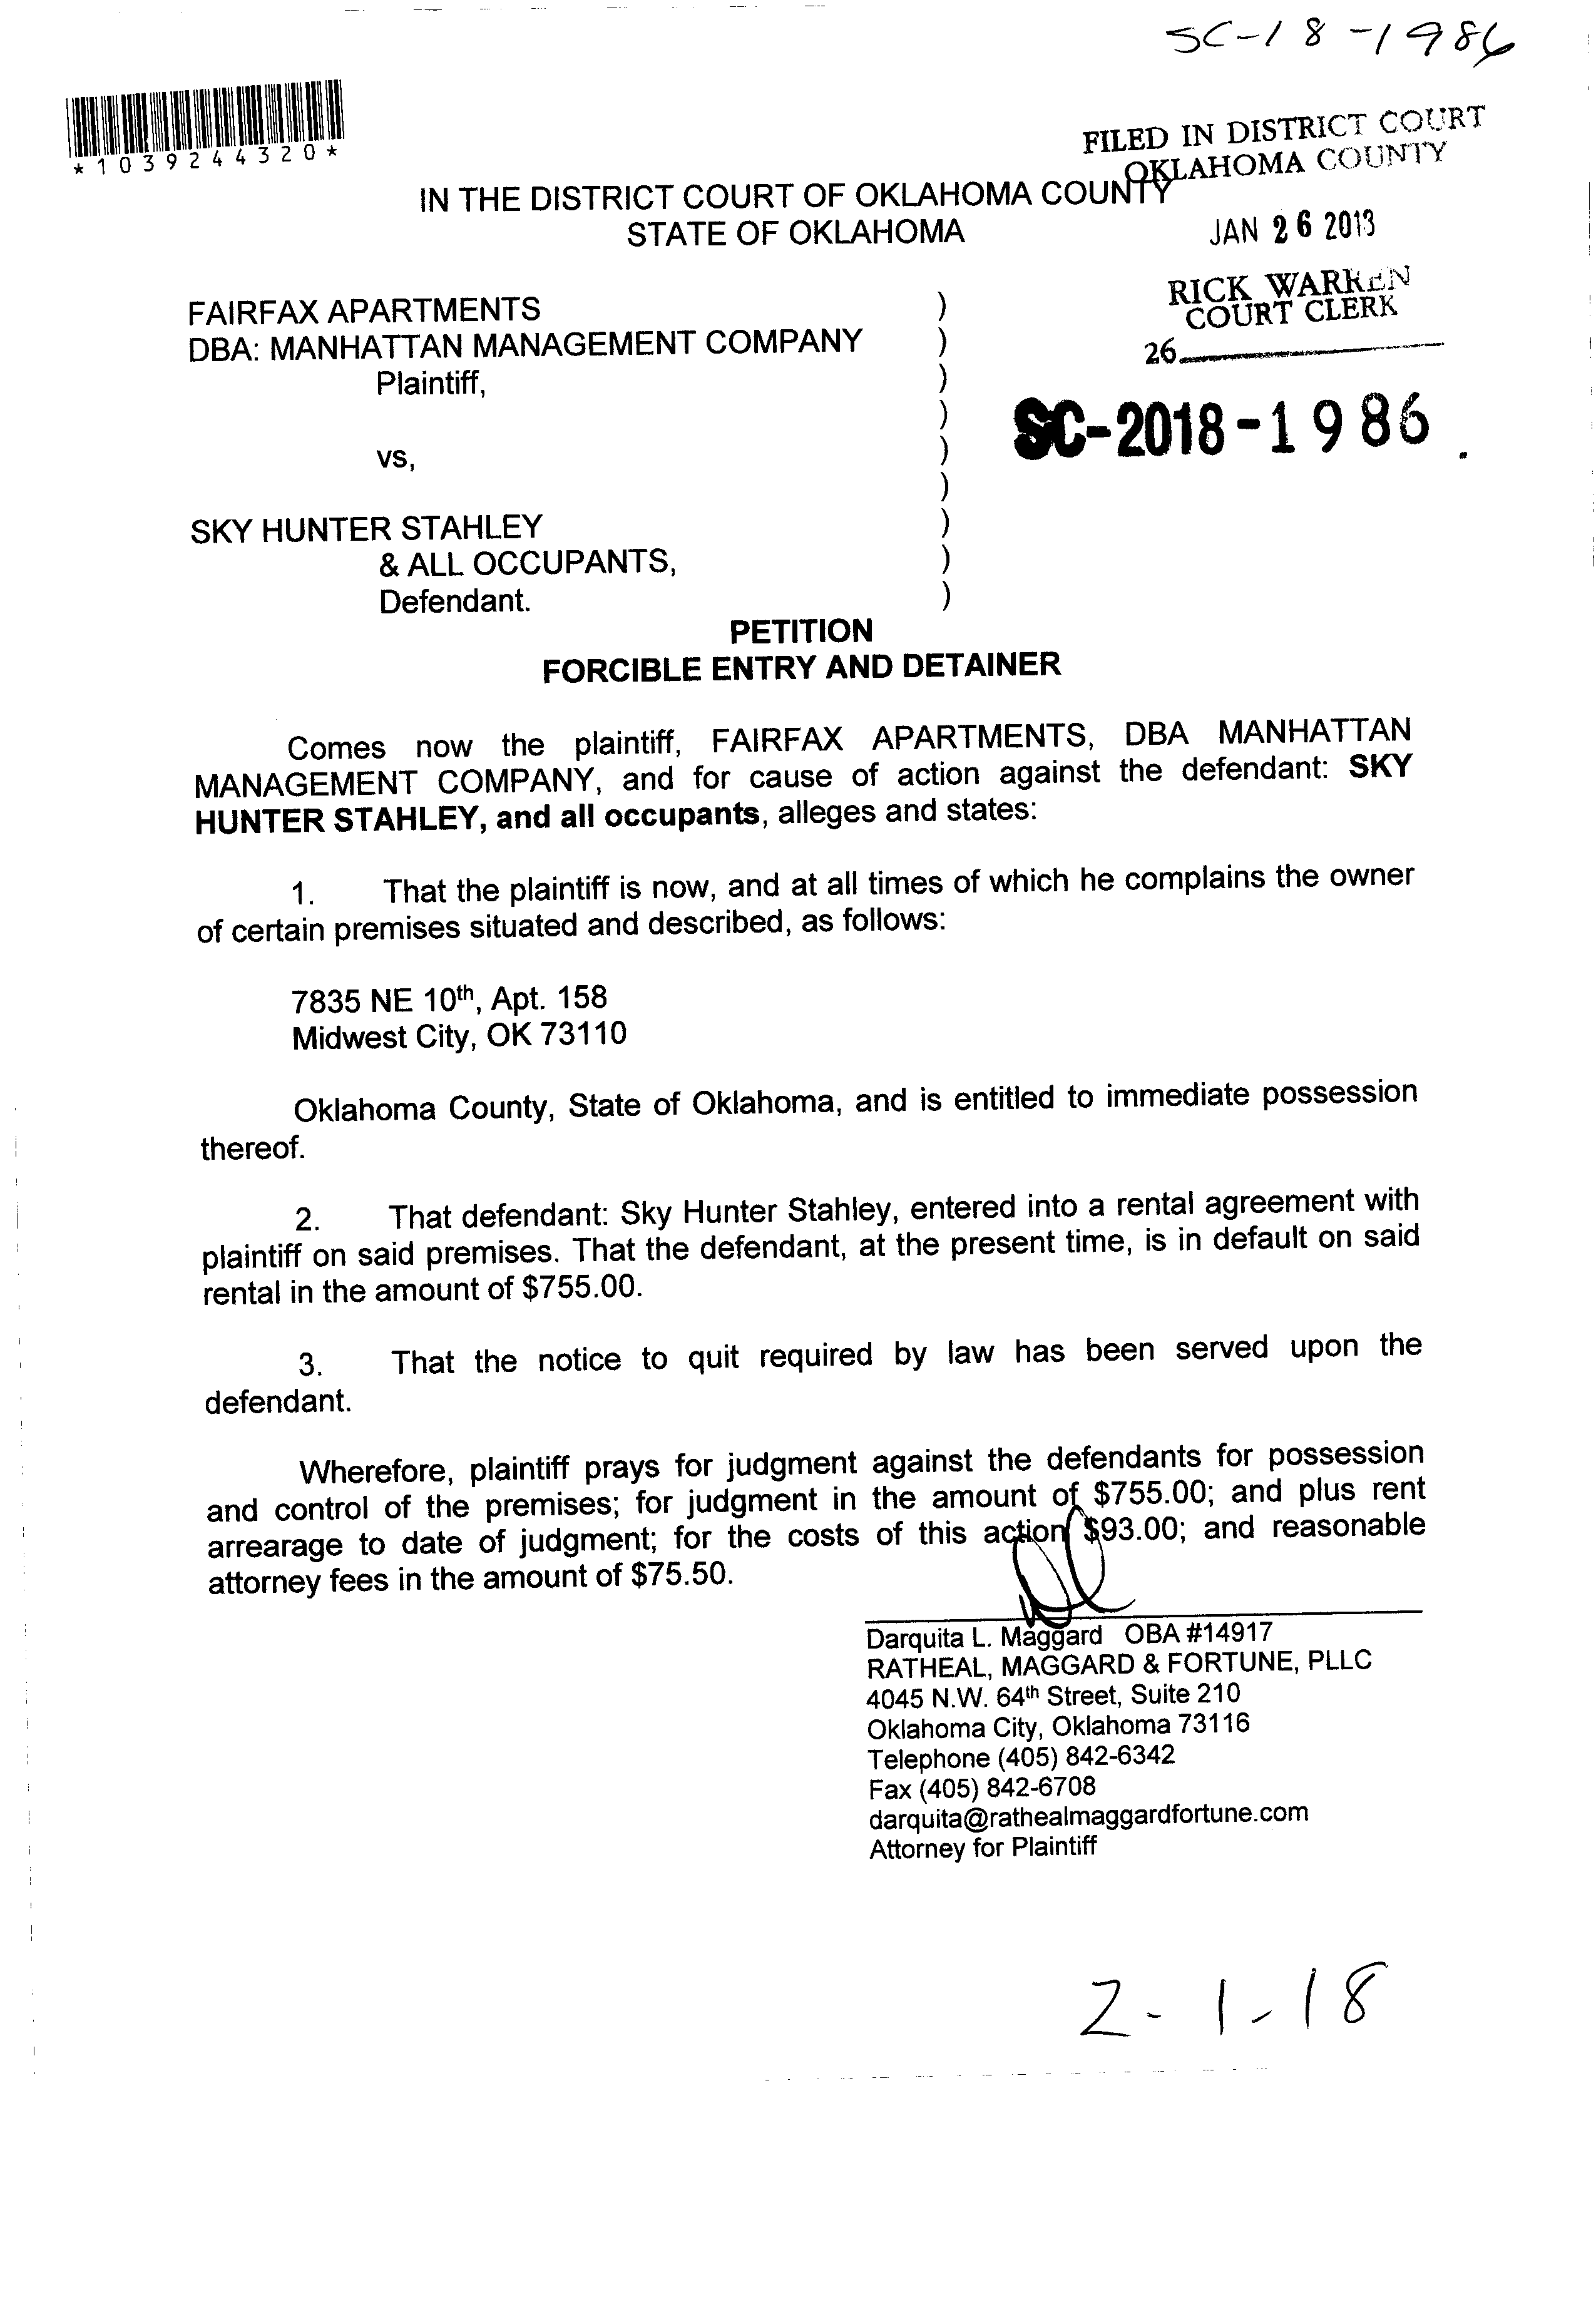 SC-18-1986
*1039244320*
FILED IN DISTRICT COURT
OKLAHOMA COUNTY
IN THE DISTRICT COURT OF OKLAHOMA COUNTY
STATE OF OKLAHOMA
JAN 26 2018
RICK WARREN
COURT CLERK
26
FAIRFAX APARTMENTS )
DBA: MANHATTAN MANAGEMENT COMPANY )
Plaintiff, )
)
vs, )
)
SKY HUNTER STAHLEY )
& ALL OCCUPANTS, )
Defendant. )
SC-2018-1986.
PETITION
FORCIBLE ENTRY AND DETAINER
Comes now the plaintiff, FAIRFAX APARTMENTS, DBA MANHATTAN
MANAGEMENT COMPANY, and for cause of action against the defendant: SKY
HUNTER STAHLEY, and all occupants, alleges and states:
1. That the plaintiff is now, and at all times of which he complains the owner
of certain premises situated and described, as follows:
7835 NE 10th, Apt. 158
Midwest City, OK 73110
Oklahoma County, State of Oklahoma, and is entitled to immediate possession
thereof.
2. That defendant: Sky Hunter Stahley, entered into a rental agreement with
plaintiff on said premises. That the defendant, at the present time, is in default on said
rental in the amount of $755.00.
3. That the notice to quit required by law has been served upon the
defendant.
Wherefore, plaintiff prays for judgment against the defendants for possession
and control of the premises; for judgment in the amount of $755.00; and plus rent
arrearage to date of judgment; for the costs of this action $93.00; and reasonable
attorney fees in the amount of $75.50.
Darquita L. Maggard OBA #14917
RATHEAL, MAGGARD & FORTUNE, PLLC
4045 N.W. 64th Street, Suite 210
Oklahoma City, Oklahoma 73116
Telephone (405) 842-6342
Fax (405) 842-6708
darquita@rathealmaggardfortune.com
Attorney for Plaintiff
2-1-18